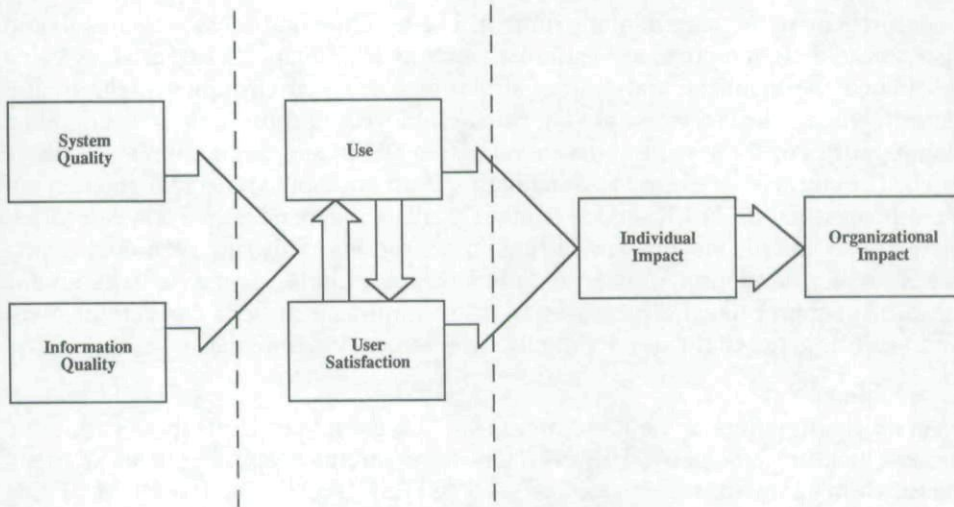 System
Quality
Use
Individual
Impact
Organizational
Impact
Information
Quality
User
Satisfaction